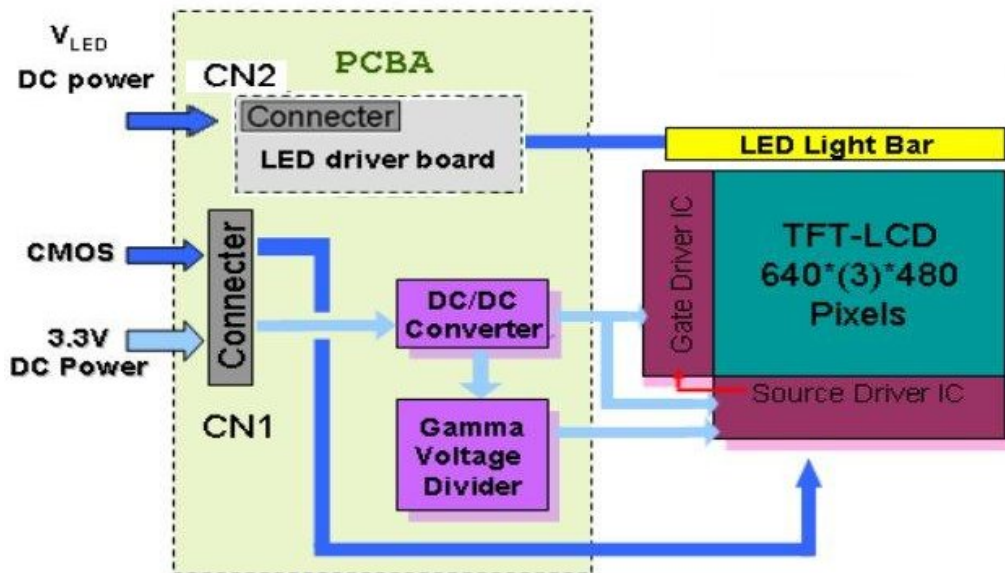 V_LED
DC power
PCBA
CN2
Connecter
LED driver board
LED Light Bar
CMOS
3.3V
DC Power
Connecter
CN1
DC/DC
Converter
Gamma
Voltage
Divider
Gate Driver IC
TFT-LCD
640*(3)*480
Pixels
Source Driver IC